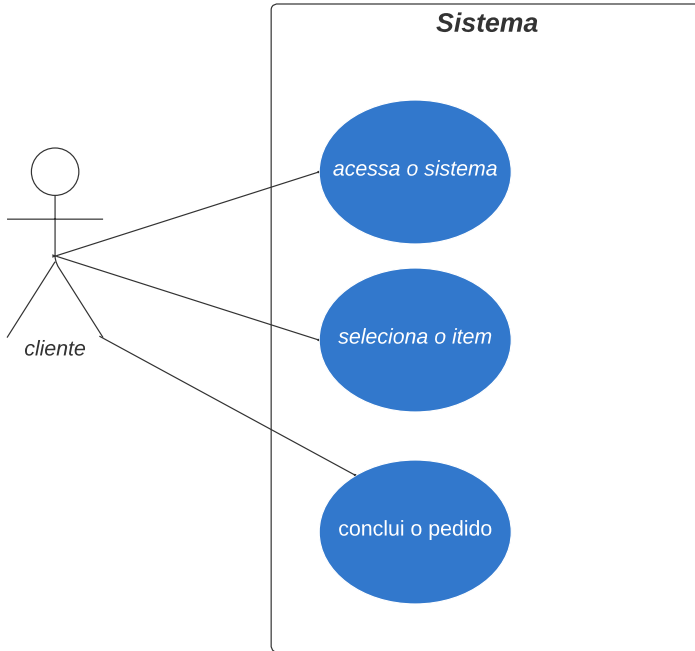 Sistema
acessa o sistema
seleciona o item
cliente
conclui o pedido